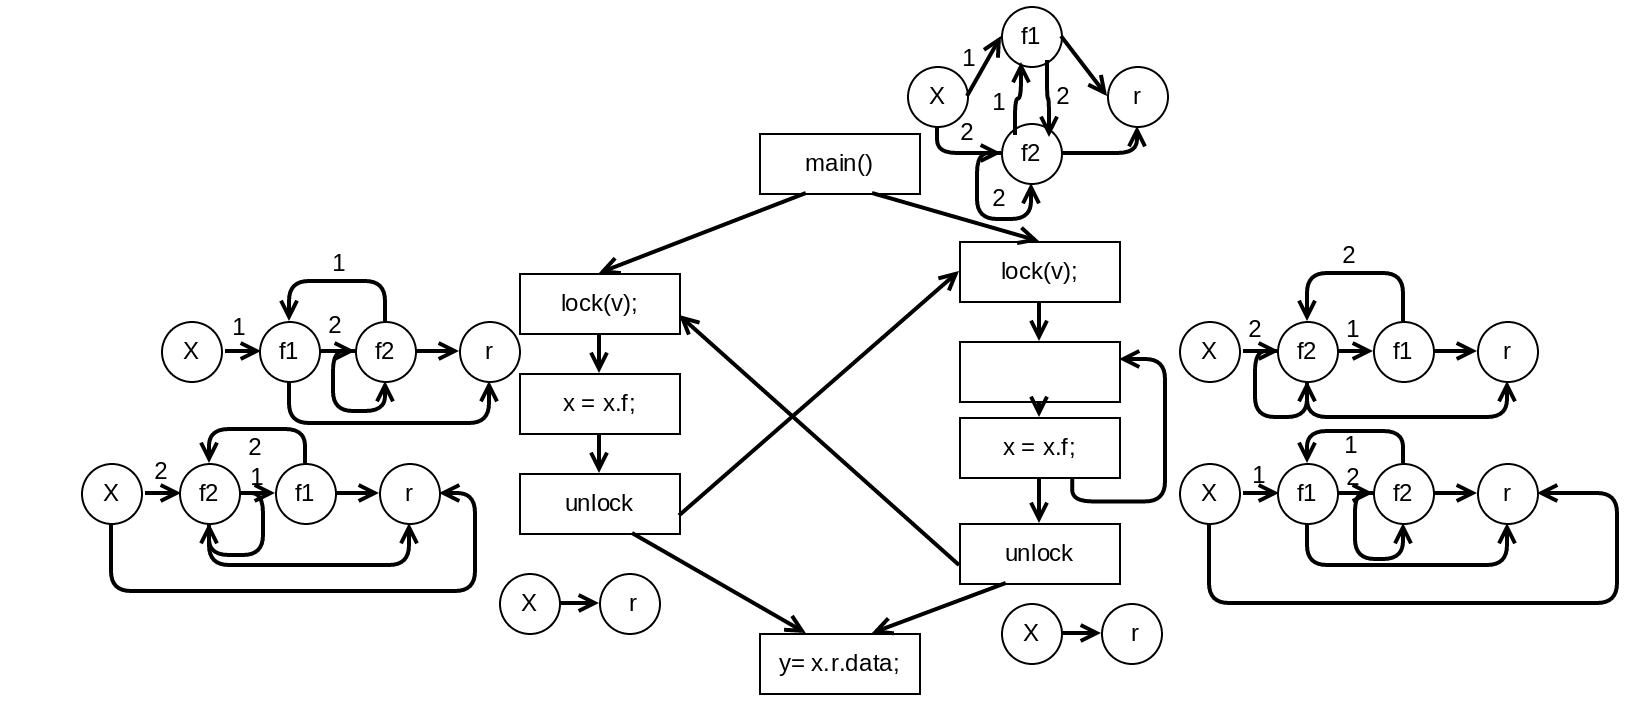 f1
1
X
r
1
2
2
f2
main()
2
lock(v);
lock(v);
1
2
1
2
X
f1
f2
r
2
1
X
f2
f1
r
x = x.f;
x = x.f;
2
2
1
X
f2
f1
r
1
1
2
X
f1
f2
r
unlock
unlock
X
r
X
r
y= x.r.data;